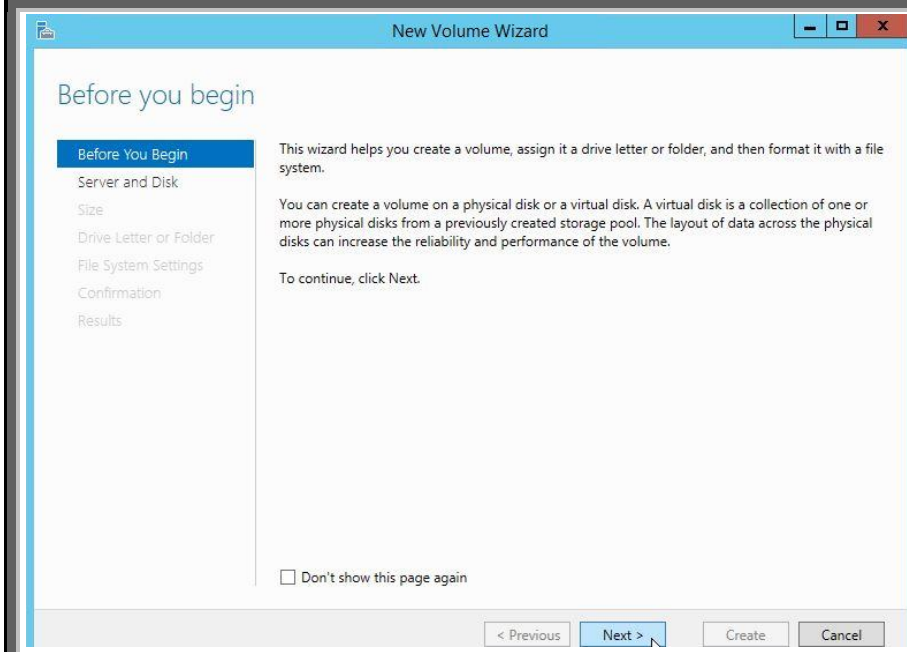 New Volume Wizard
Before you begin
Before You Begin
Server and Disk
Size
Drive Letter or Folder
File System Settings
Confirmation
Results
This wizard helps you create a volume, assign it a drive letter or folder, and then format it with a file
system.
You can create a volume on a physical disk or a virtual disk. A virtual disk is a collection of one or
more physical disks from a previously created storage pool. The layout of data across the physical
disks can increase the reliability and performance of the volume.
To continue, click Next.
Don't show this page again
< Previous Next > Create Cancel